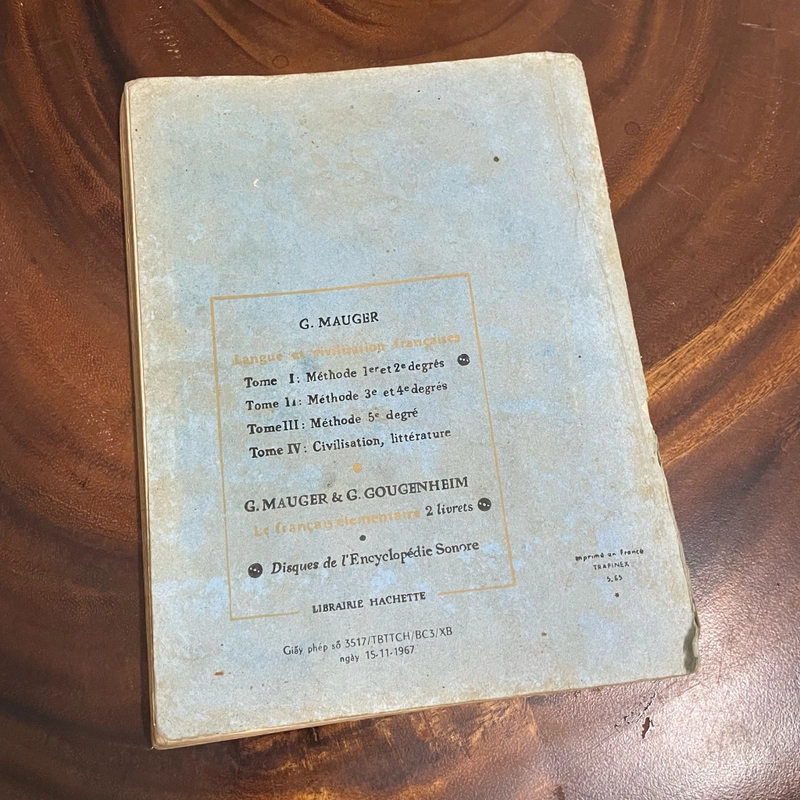 G. MAUGER
Langue et civilisation françaises
Tome I : Méthode 1er et 2e degrés
Tome II : Méthode 3e et 4e degrés
Tome III : Méthode 5e degré
Tome IV : Civilisation, littérature
G. MAUGER & G. GOUGENHEIM
Le français élémentaire 2 livrets
Disques de l'Encyclopédie Sonore
LIBRAIRIE HACHETTE
imprimé en France
TRAPINEX
5.65
Giấy phép số 3517/TBTTCH/BC3/XB
ngày 15-11-1967